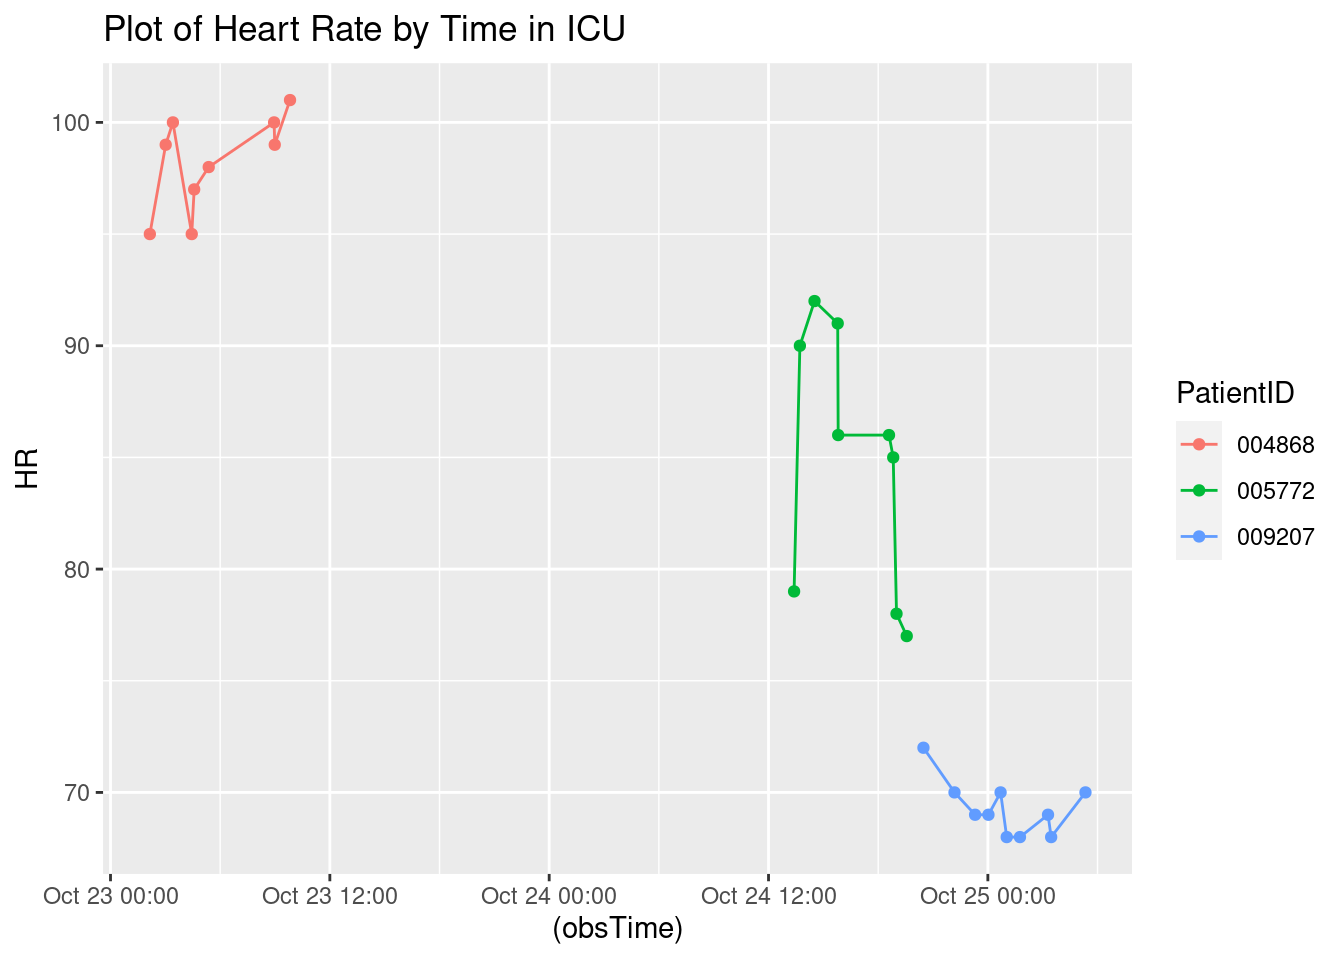 Plot of Heart Rate by Time in ICU
100
90
80
70
HR
Oct 23 00:00
Oct 23 12:00
Oct 24 00:00
Oct 24 12:00
Oct 25 00:00
(obsTime)
PatientID
004868
005772
009207